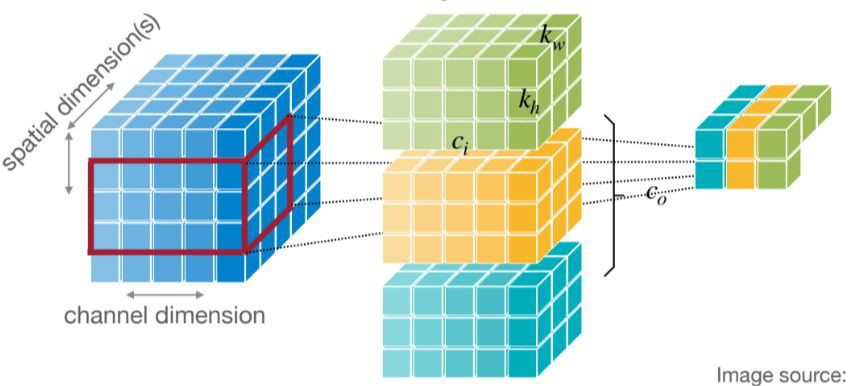 spatial dimension(s)
channel dimension
k_w
k_h
c_i
c_o
Image source: